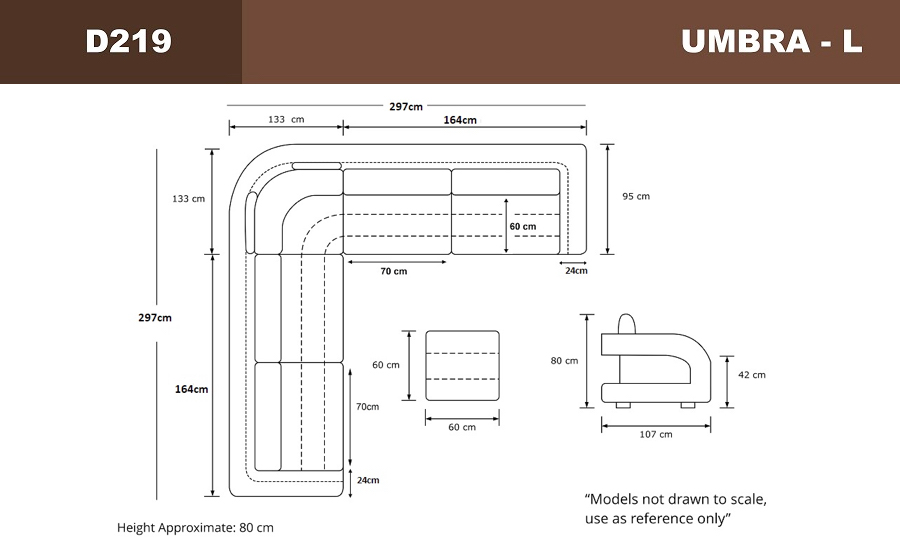 D219
UMBRA - L
297cm
133 cm
164cm
133 cm
95 cm
60 cm
70 cm
24cm
297cm
80 cm
60 cm
42 cm
164cm
70cm
60 cm
107 cm
24cm
“Models not drawn to scale,
use as reference only”
Height Approximate: 80 cm